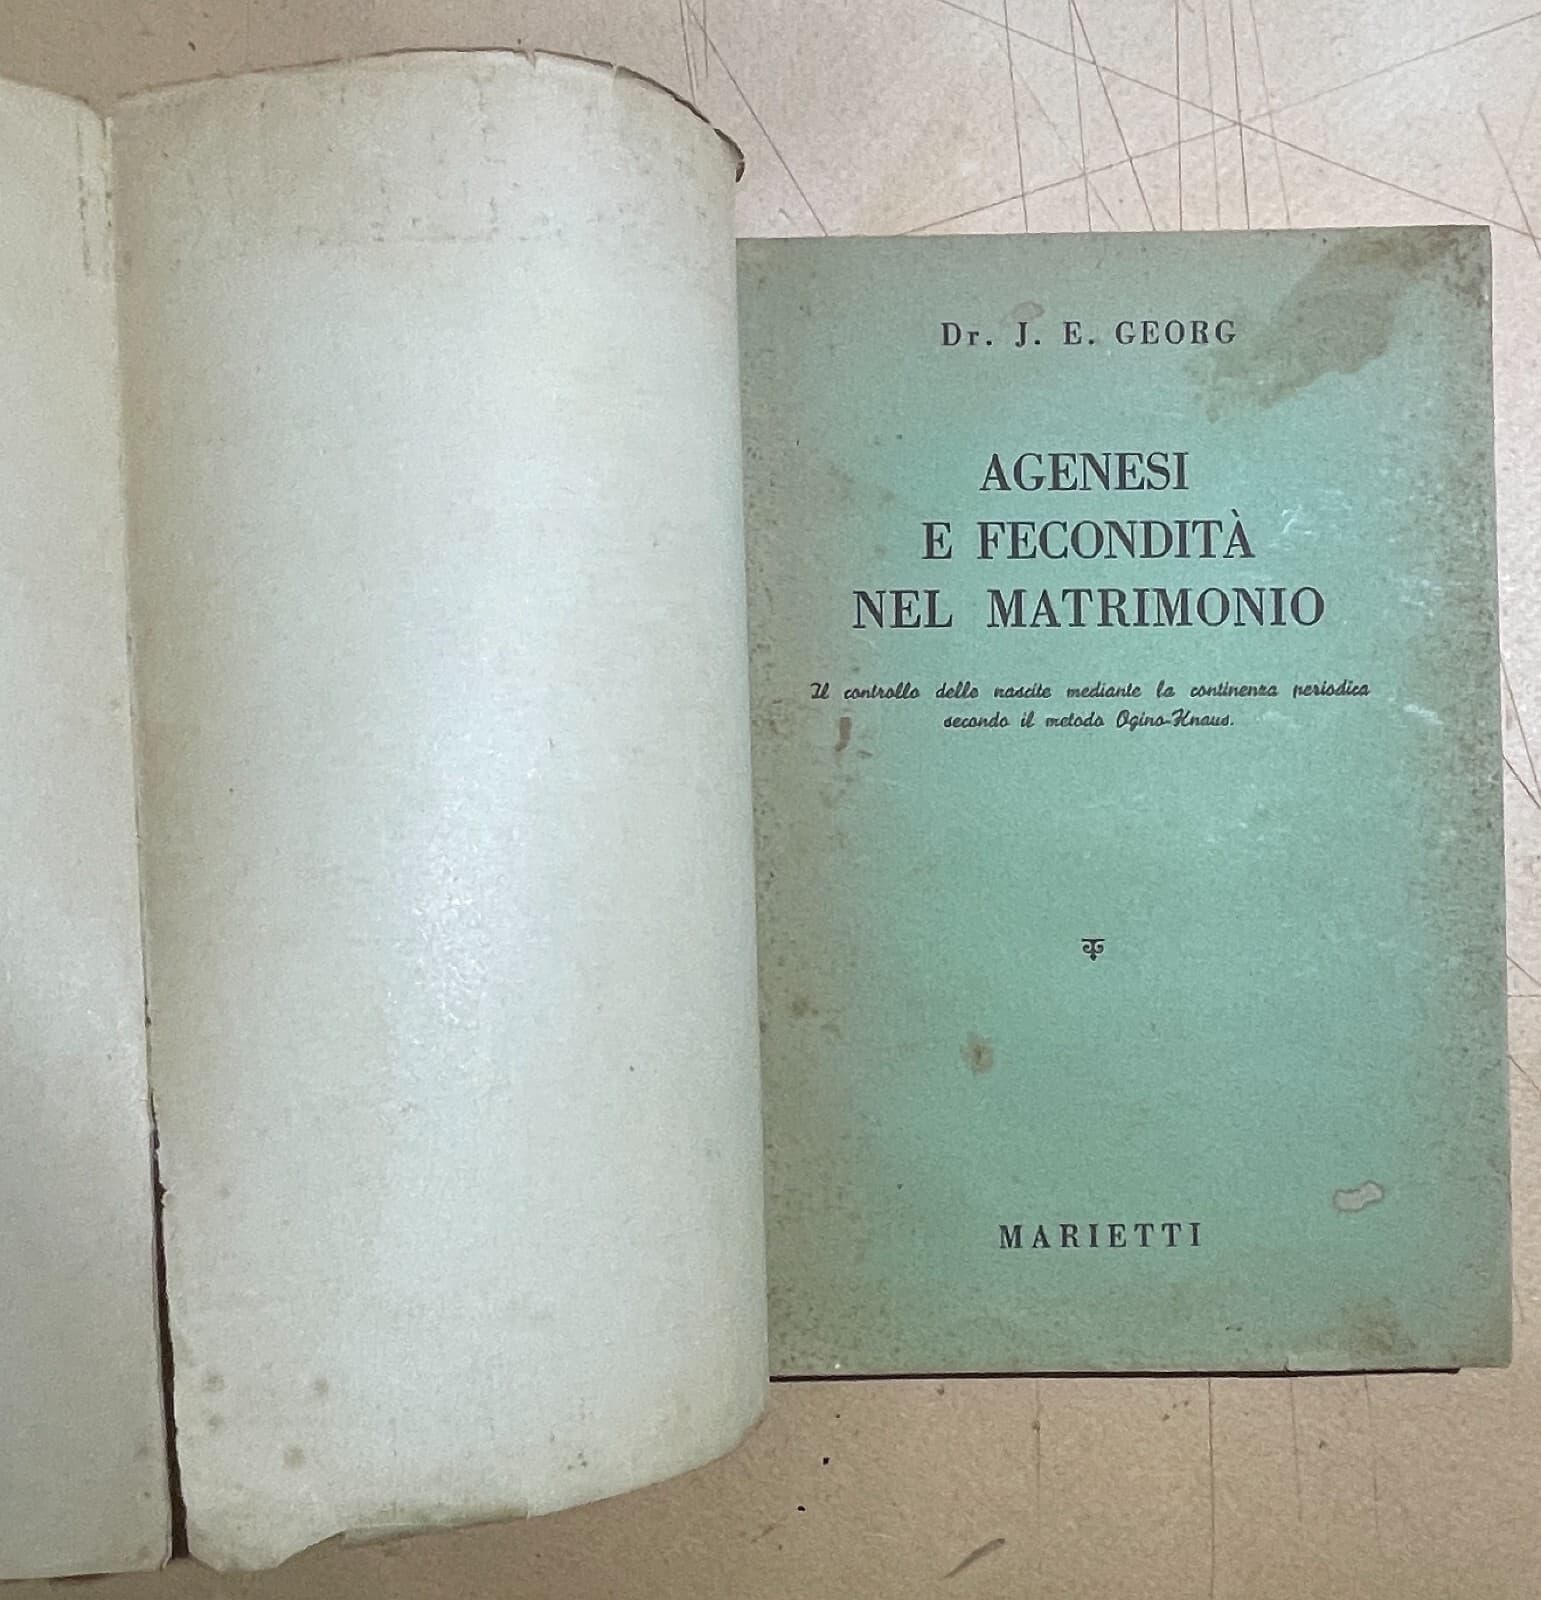 Dr. J. E. GEORG
AGENESI
E FECONDITÀ
NEL MATRIMONIO
Il controllo delle nascite mediante la continenza periodica
secondo il metodo Ogino-Knaus.
MARIETTI